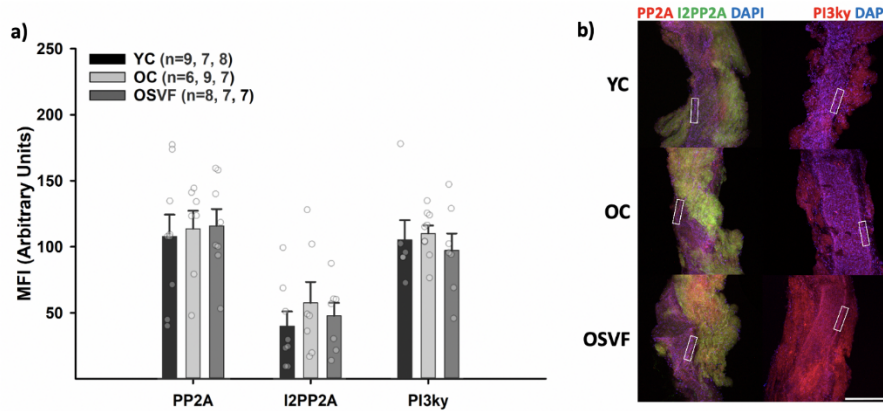 a)
MFI (Arbitrary Units)
250
200
150
100
50
YC (n=9, 7, 8)
OC (n=6, 9, 7)
OSVF (n=8, 7, 7)
PP2A
I2PP2A
PI3ky
b)
PP2A I2PP2A DAPI
PI3ky DAPI
YC
OC
OSVF